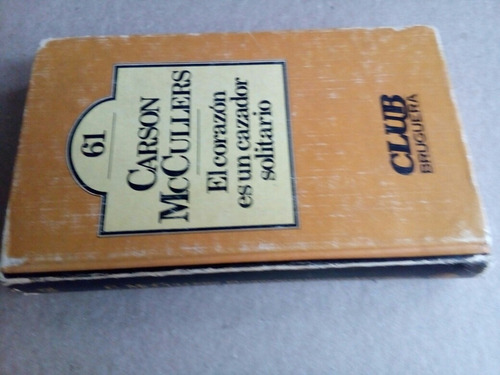 61
CARSON
MCCULLERS
El corazón
es un cazador
solitario
CLUB
BRUGUERA